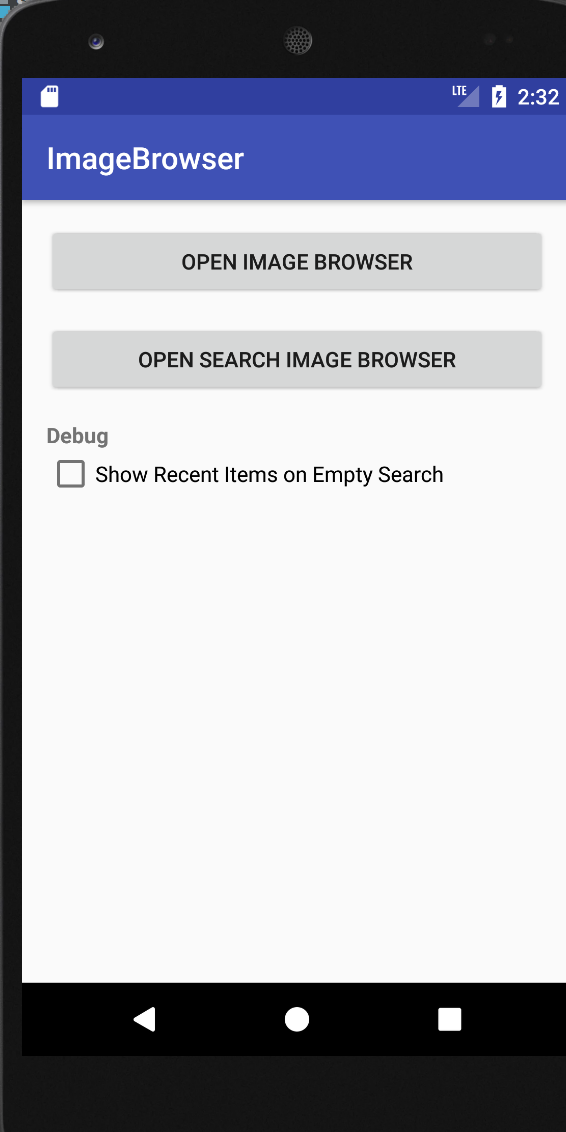 LTE 2:32
ImageBrowser
OPEN IMAGE BROWSER
OPEN SEARCH IMAGE BROWSER
Debug
Show Recent Items on Empty Search